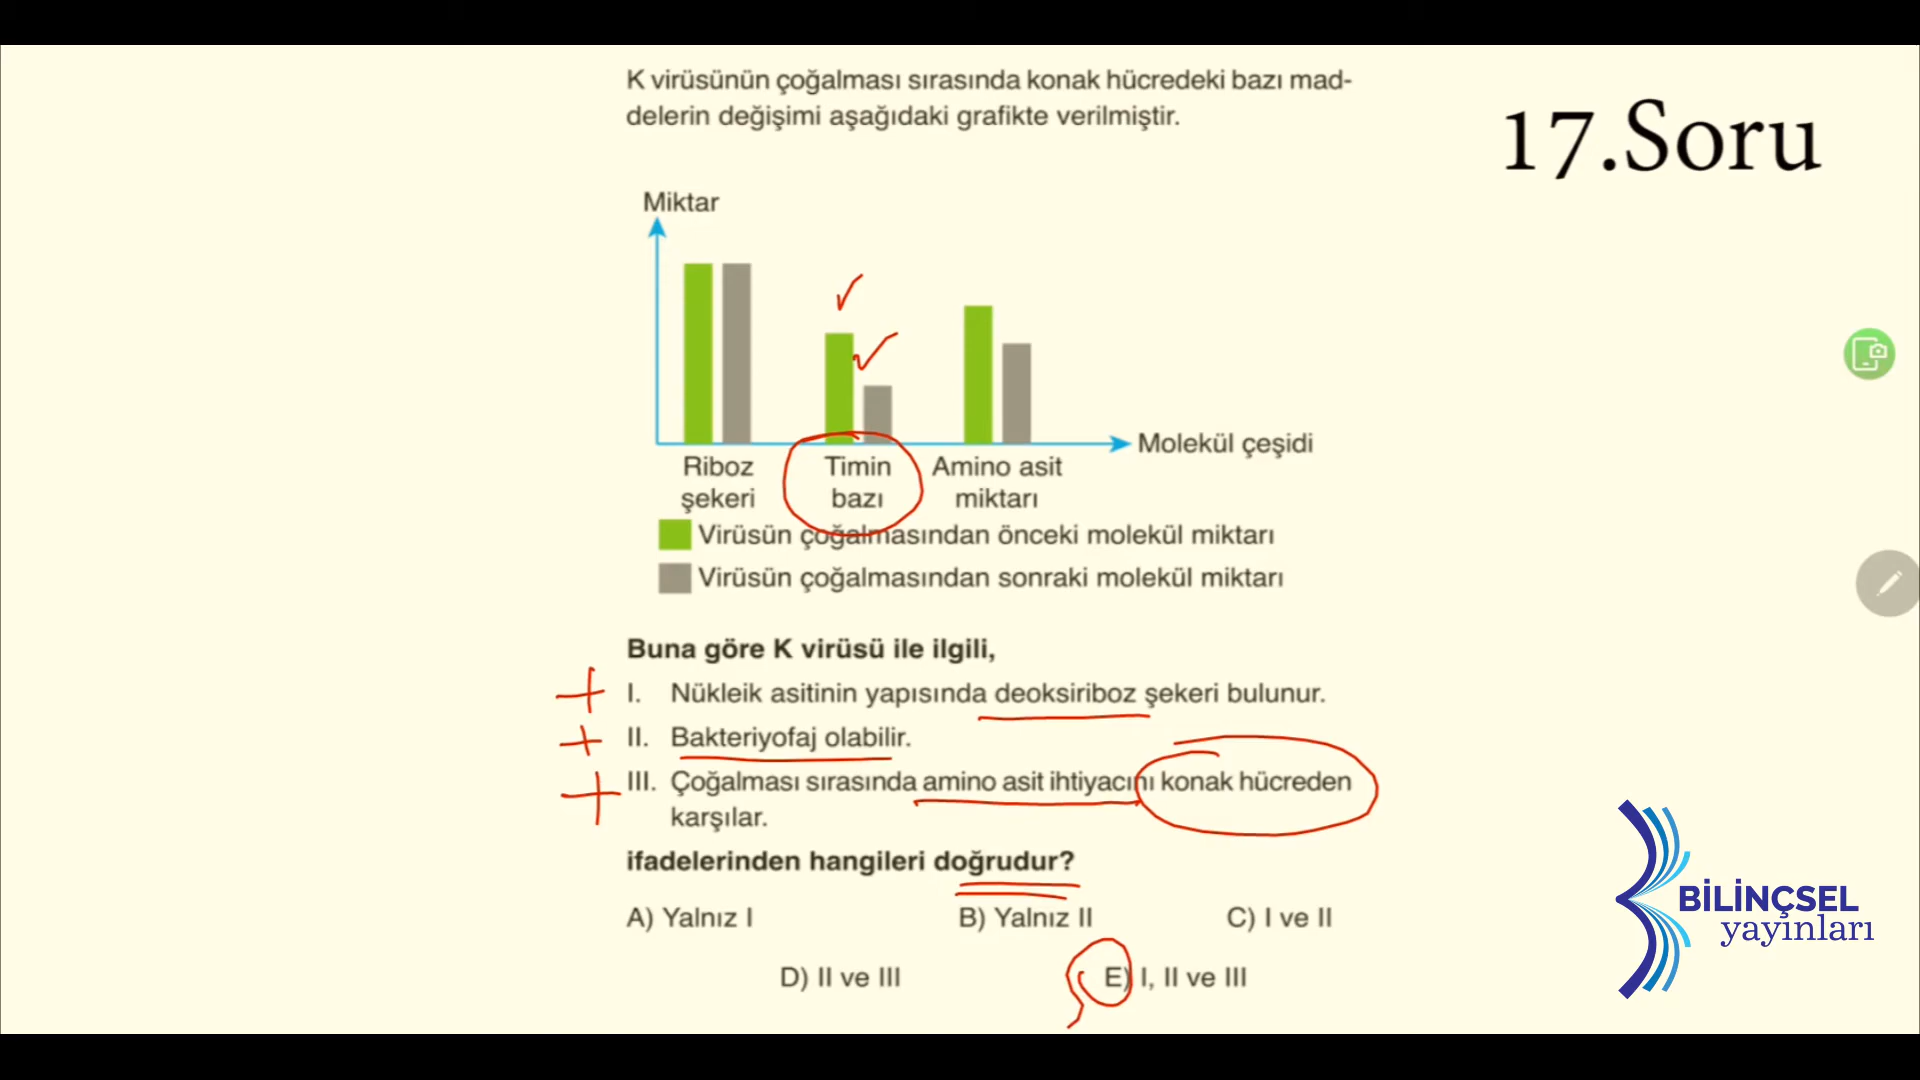 K virüsünün çoğalması sırasında konak hücredeki bazı mad-
delerin değişimi aşağıdaki grafikte verilmiştir.
17.Soru
Miktar
Molekül çeşidi
Riboz
şekeri
Timin
bazı
Amino asit
miktarı
Virüsün çoğalmasından önceki molekül miktarı
Virüsün çoğalmasından sonraki molekül miktarı
Buna göre K virüsü ile ilgili,
I. Nükleik asitinin yapısında deoksiriboz şekeri bulunur.
II. Bakteriyofaj olabilir.
III. Çoğalması sırasında amino asit ihtiyacını konak hücreden
karşılar.
ifadelerinden hangileri doğrudur?
A) Yalnız I B) Yalnız II C) I ve II
D) II ve III E) I, II ve III
BİLİNÇSEL
yayınları